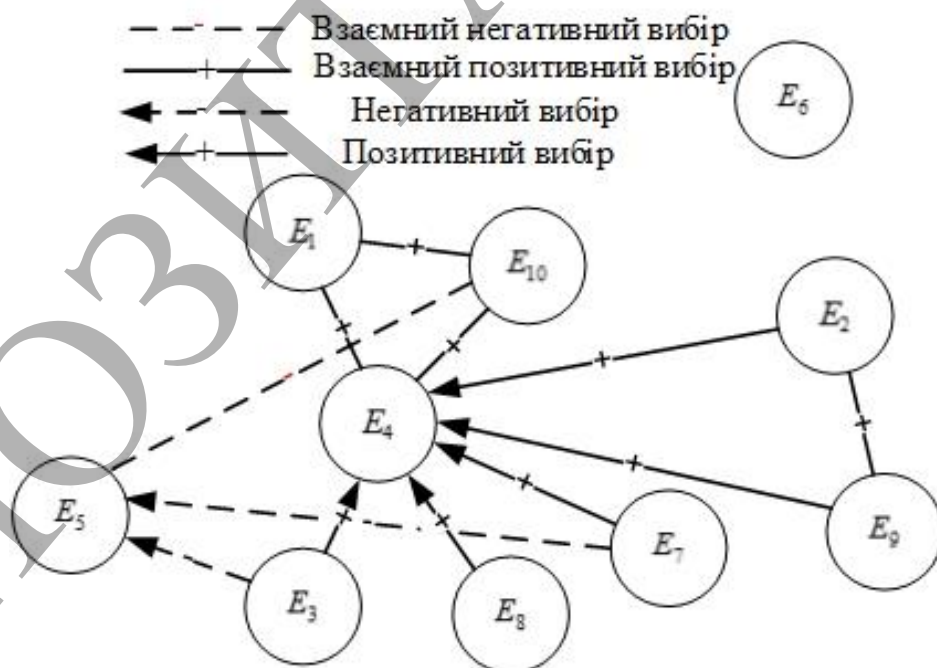 Взаємний негативний вибір
Взаємний позитивний вибір
Негативний вибір
Позитивний вибір
E₆
E₁
E₁₀
E₂
E₄
E₅
E₇
E₉
E₃
E₈